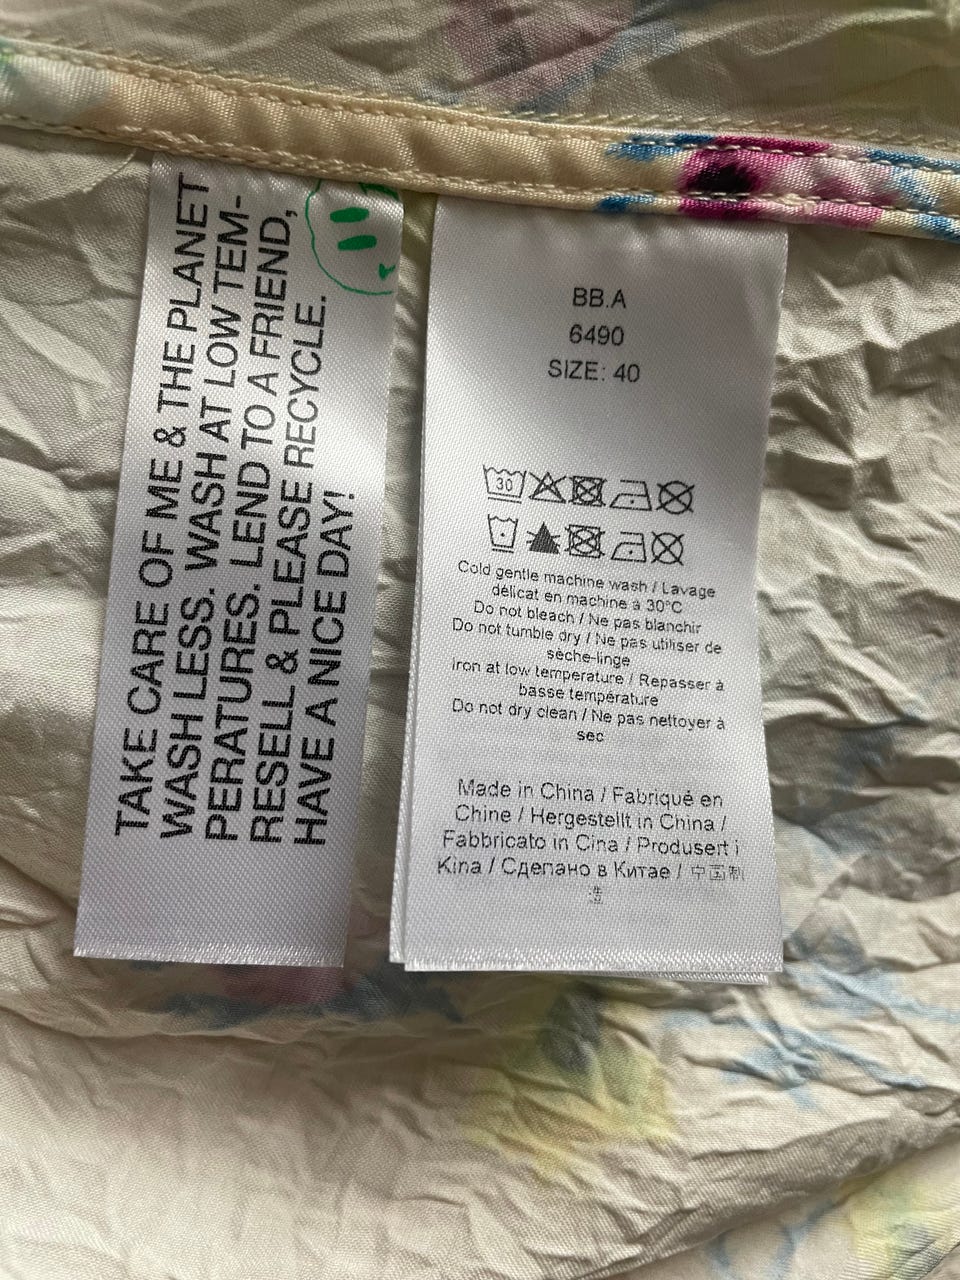 TAKE CARE OF ME & THE PLANET
WASH LESS. WASH AT LOW TEM-
PERATURES. LEND TO A FRIEND,
RESELL & PLEASE RECYCLE.
HAVE A NICE DAY!
BB.A
6490
SIZE: 40
30
Cold gentle machine wash / Lavage
délicat en machine à 30°C
Do not bleach / Ne pas blanchir
Do not tumble dry / Ne pas utiliser de
sèche-linge
Iron at low temperature / Repasser à
basse température
Do not dry clean / Ne pas nettoyer à
sec
Made in China / Fabriqué en
Chine / Hergestellt in China /
Fabbricato in Cina / Produsert i
Kina / Сделано в Китае / 中国制
造